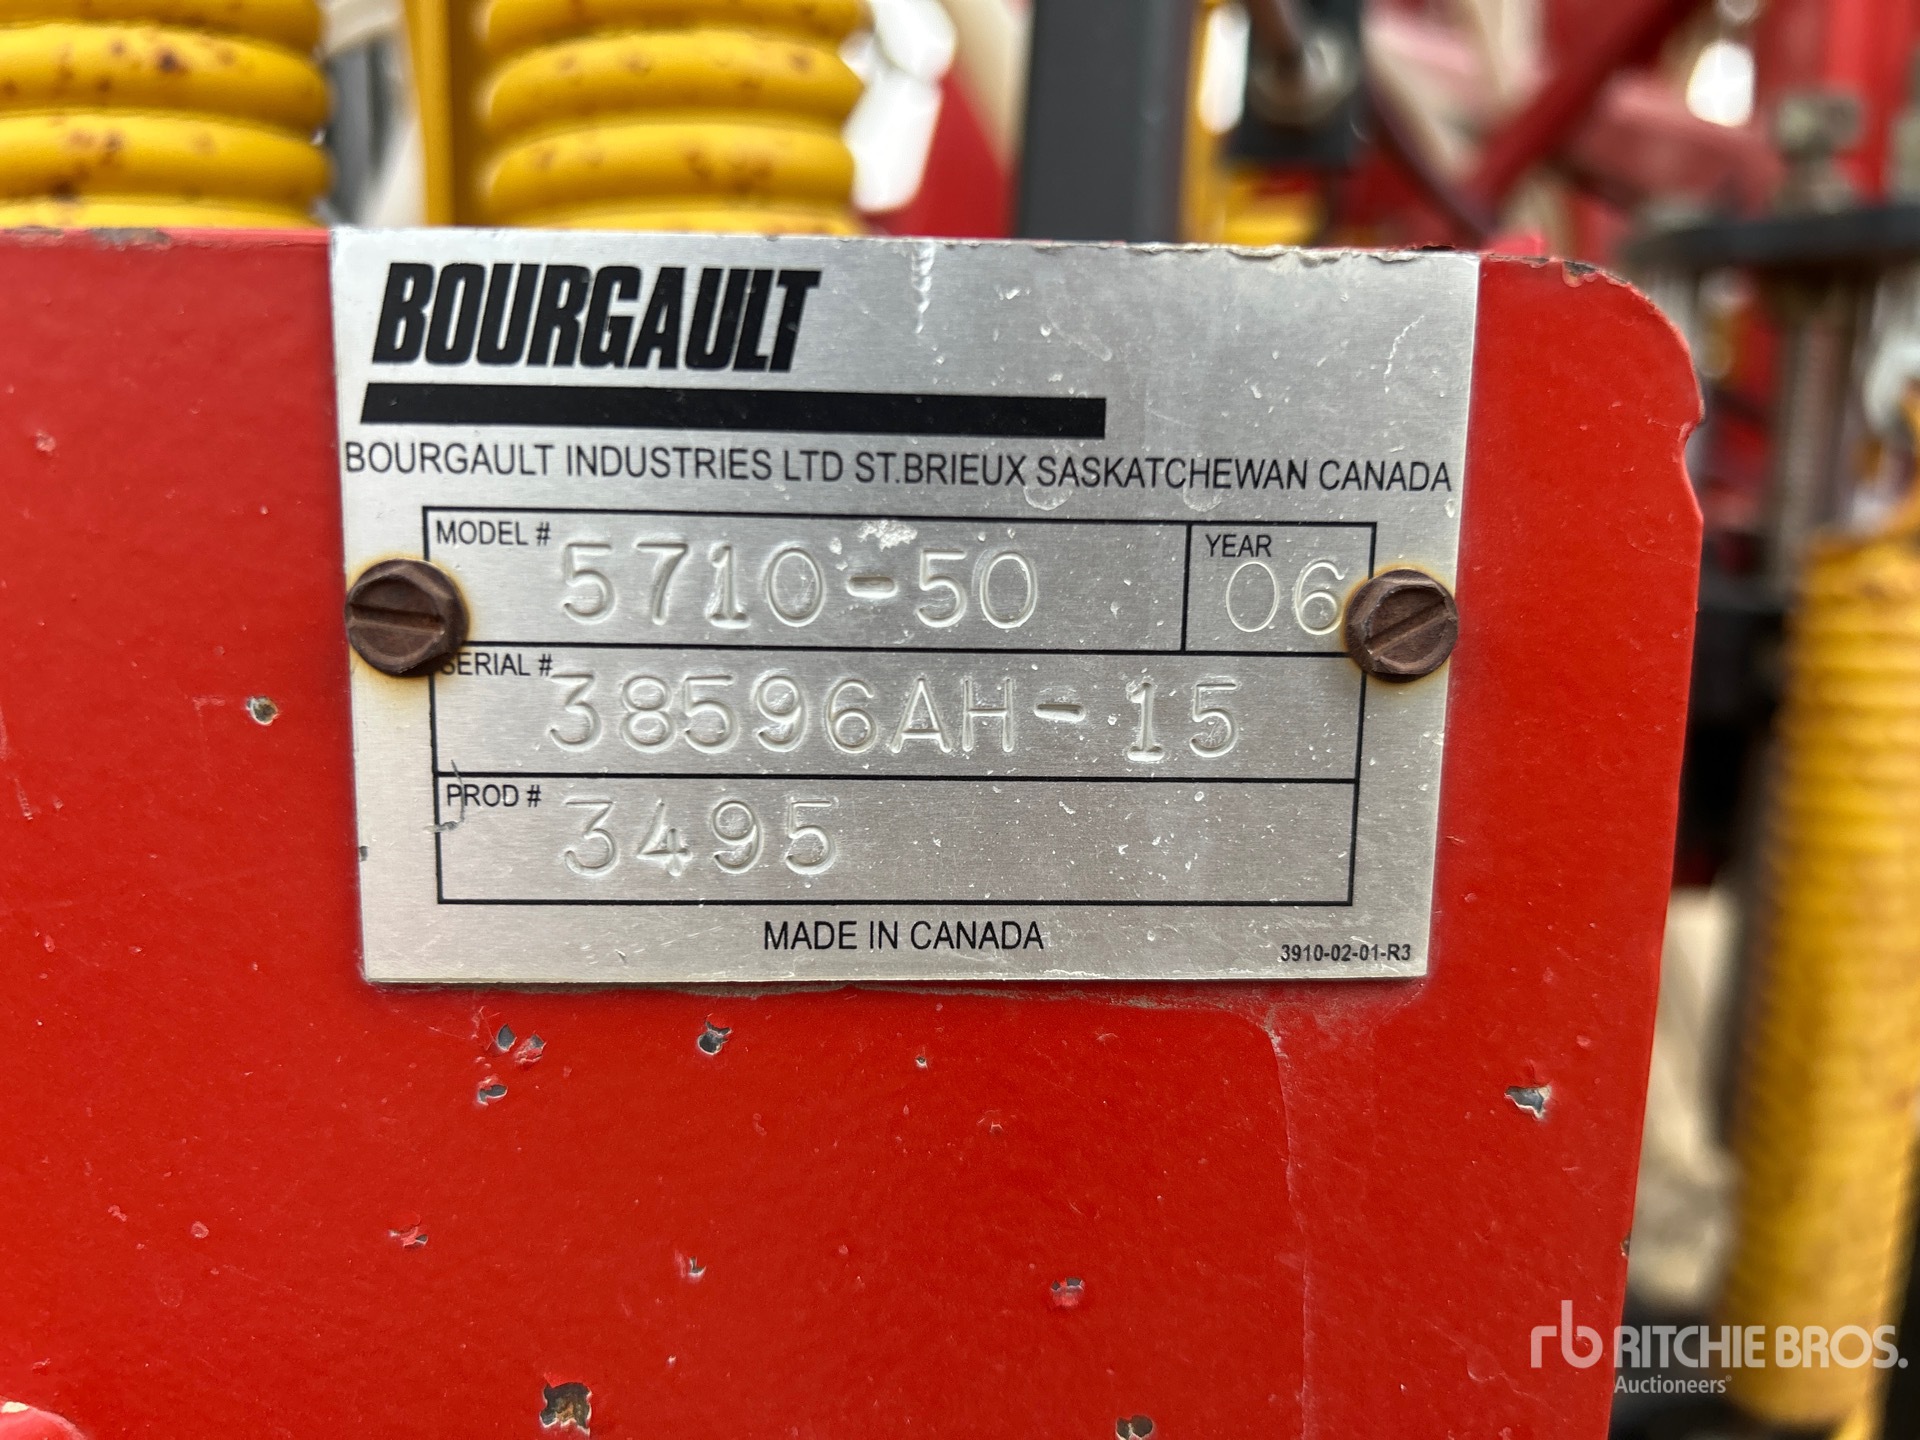 BOURGAULT
BOURGAULT INDUSTRIES LTD ST.BRIEUX SASKATCHEWAN CANADA
MODEL # 5710-50 YEAR 06
SERIAL # 38596AH-15
PROD # 3495
MADE IN CANADA
3910-02-01-R3
rb RITCHIE BROS.
Auctioneers®